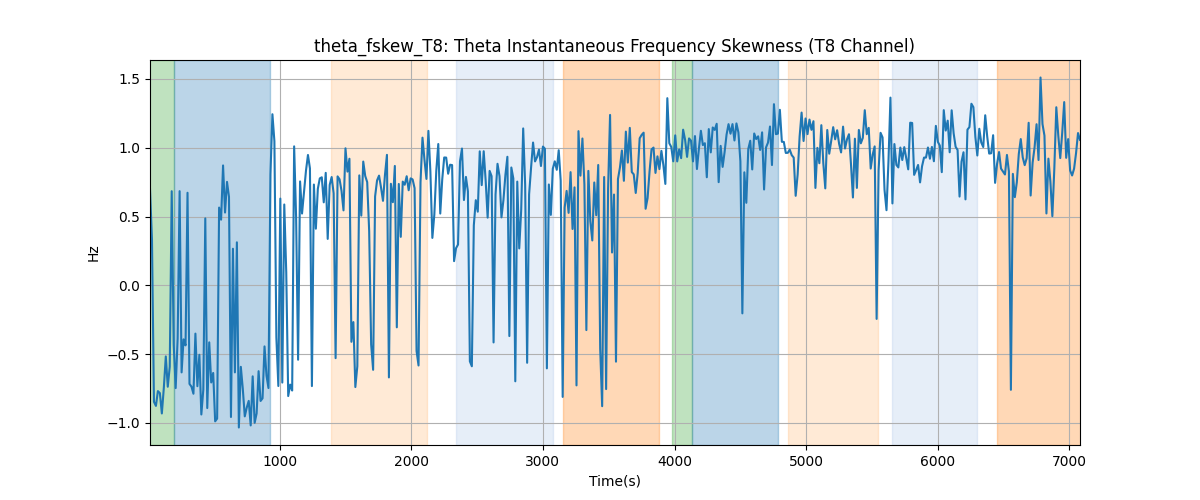 theta_fskew_T8: Theta Instantaneous Frequency Skewness (T8 Channel)
1.5
1.0
0.5
0.0
−0.5
−1.0
Hz
1000 2000 3000 4000 5000 6000 7000
Time(s)